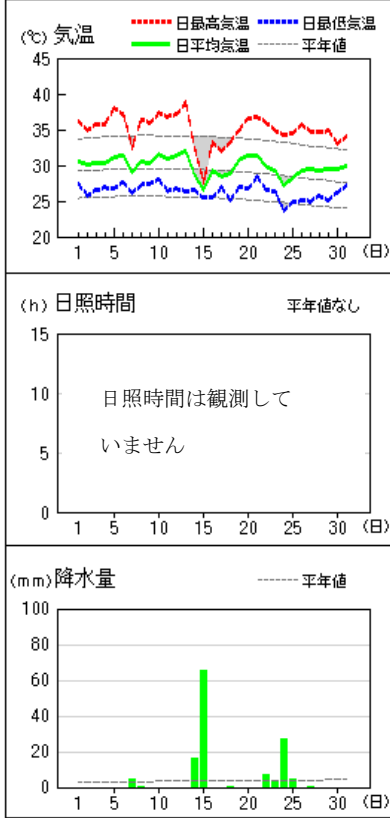 (℃) 気温
日最高気温 日最低気温
日平均気温 平年値
45
40
35
30
25
20
1 5 10 15 20 25 30 (日)
(h) 日照時間 平年値なし
15
10
5
0
日照時間は観測して
いません
1 5 10 15 20 25 30 (日)
(mm) 降水量 平年値
100
80
60
40
20
0
1 5 10 15 20 25 30 (日)